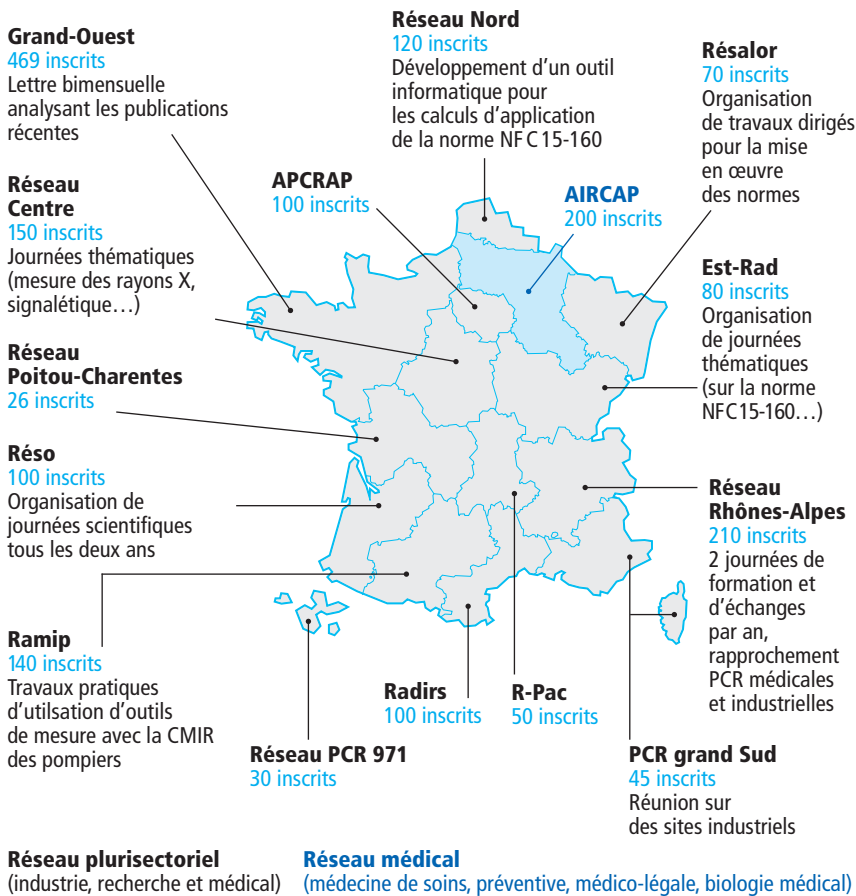 Grand-Ouest
469 inscrits
Lettre bimensuelle
analysant les publications
récentes
Réseau Nord
120 inscrits
Développement d'un outil
informatique pour
les calculs d'application
de la norme NF C 15-160
Résalor
70 inscrits
Organisation
de travaux dirigés
pour la mise
en œuvre
des normes
Réseau
Centre
150 inscrits
Journées thématiques
(mesure des rayons X,
signalétique…)
APCRAP
100 inscrits
AIRCAP
200 inscrits
Est-Rad
80 inscrits
Organisation
de journées
thématiques
(sur la norme
NFC15-160…)
Réseau
Poitou-Charentes
26 inscrits
Réso
100 inscrits
Organisation de
journées scientifiques
tous les deux ans
Réseau
Rhônes-Alpes
210 inscrits
2 journées de
formation et
d'échanges
par an,
rapprochement
PCR médicales
et industrielles
Ramip
140 inscrits
Travaux pratiques
d'utilsation d'outils
de mesure avec la CMIR
des pompiers
Radirs
100 inscrits
R-Pac
50 inscrits
Réseau PCR 971
30 inscrits
PCR grand Sud
45 inscrits
Réunion sur
des sites industriels
Réseau plurisectoriel
(industrie, recherche et médical)
Réseau médical
(médecine de soins, préventive, médico-légale, biologie médical)